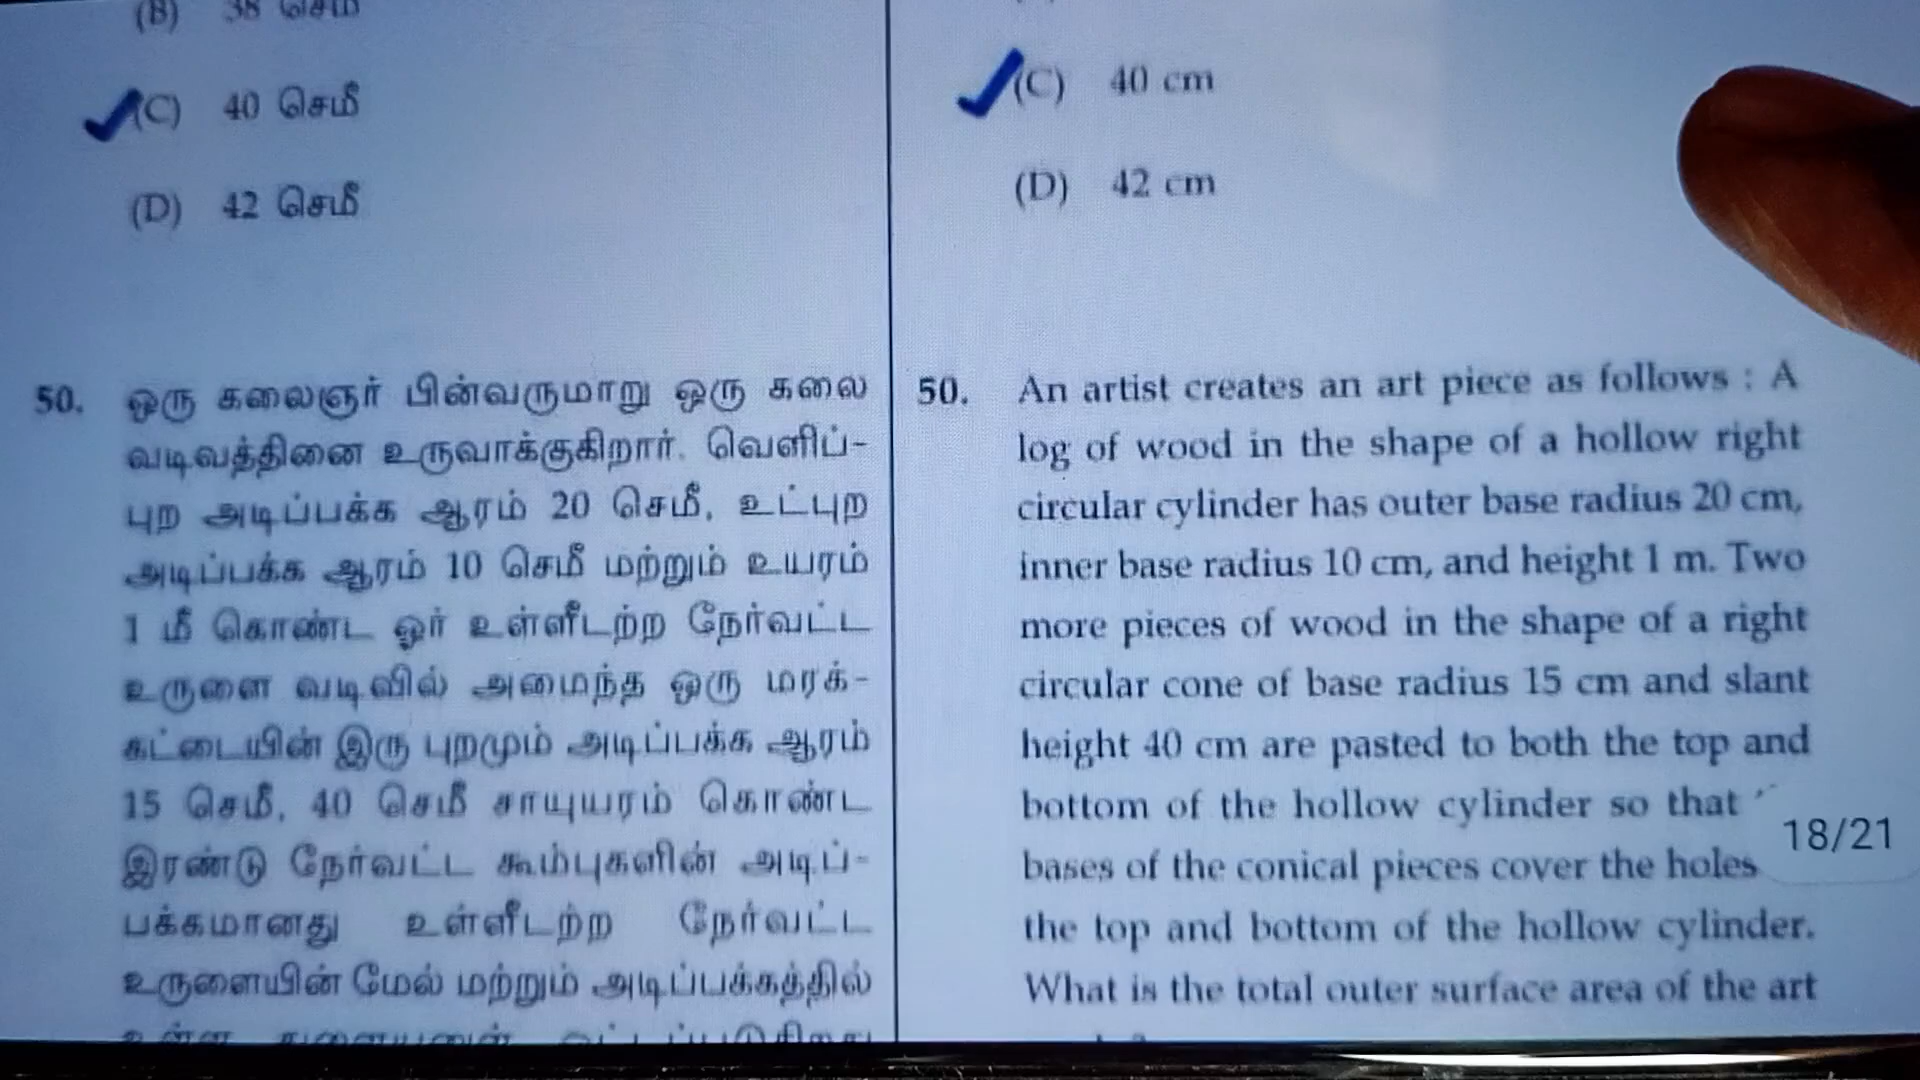 (B) 38 செமீ
(C) 40 செமீ
(D) 42 செமீ
50. ஒரு கலைஞர் பின்வருமாறு ஒரு கலை
வடிவத்தினை உருவாக்குகிறார். வெளிப்-
புற அடிப்பக்க ஆரம் 20 செமீ, உட்புற
அடிப்பக்க ஆரம் 10 செமீ மற்றும் உயரம்
1 மீ கொண்ட ஓர் உள்ளீடற்ற நேர்வட்ட
உருளை வடிவில் அமைந்த ஒரு மரக்-
கட்டையின் இரு புறமும் அடிப்பக்க ஆரம்
15 செமீ, 40 செமீ சாயுயரம் கொண்ட
இரண்டு நேர்வட்ட கூம்புகளின் அடிப்-
பக்கமானது உள்ளீடற்ற நேர்வட்ட
உருளையின் மேல் மற்றும் அடிப்பக்கத்தில்
(C) 40 cm
(D) 42 cm
50. An artist creates an art piece as follows : A
log of wood in the shape of a hollow right
circular cylinder has outer base radius 20 cm,
inner base radius 10 cm, and height 1 m. Two
more pieces of wood in the shape of a right
circular cone of base radius 15 cm and slant
height 40 cm are pasted to both the top and
bottom of the hollow cylinder so that
bases of the conical pieces cover the holes
the top and bottom of the hollow cylinder.
What is the total outer surface area of the art
18/21